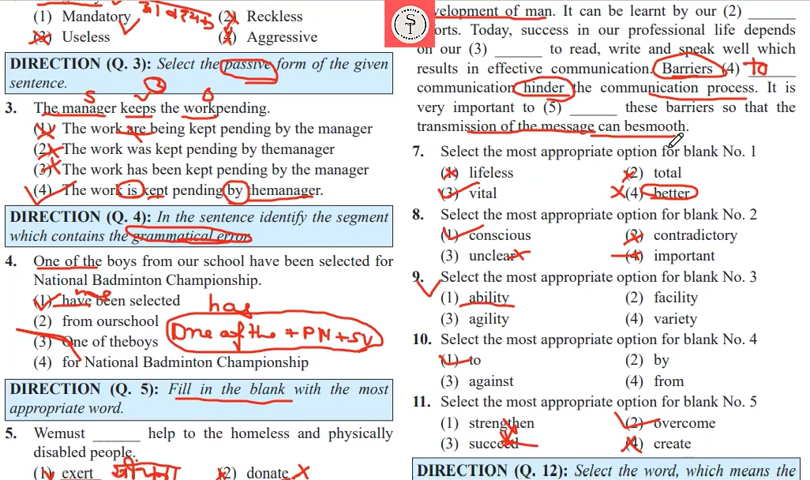 (1) Mandatory
(2) Reckless
(3) Useless
(4) Aggressive
DIRECTION (Q. 3): Select the passive form of the given
sentence.
S V O
3. The manager keeps the workpending.
(1) The work are being kept pending by the manager
(2) The work was kept pending by themanager
(3) The work has been kept pending by the manager
(4) The work is kept pending by themanager.
DIRECTION (Q. 4): In the sentence identify the segment
which contains the grammatical error.
4. One of the boys from our school have been selected for
National Badminton Championship.
(1) have been selected
has
(2) from ourschool
(3) One of theboys
One of the + PN + SV
(4) for National Badminton Championship
DIRECTION (Q. 5): Fill in the blank with the most
appropriate word.
5. Wemust ______ help to the homeless and physically
disabled people.
(1) exert
(2) donate
ST
evelopment of man. It can be learnt by our (2) ______
orts. Today, success in our professional life depends
on our (3) ______ to read, write and speak well which
results in effective communication. Barriers (4) ______ to
communication hinder the communication process. It is
very important to (5) ______ these barriers so that the
transmission of the message can besmooth.
7. Select the most appropriate option for blank No. 1
(1) lifeless
(2) total
(3) vital
(4) better
8. Select the most appropriate option for blank No. 2
(1) conscious
(2) contradictory
(3) unclear
(4) important
9. Select the most appropriate option for blank No. 3
(1) ability
(2) facility
(3) agility
(4) variety
10. Select the most appropriate option for blank No. 4
(1) to
(2) by
(3) against
(4) from
11. Select the most appropriate option for blank No. 5
(1) strengthen
(2) overcome
(3) succeed
(4) create
DIRECTION (Q. 12): Select the word, which means the